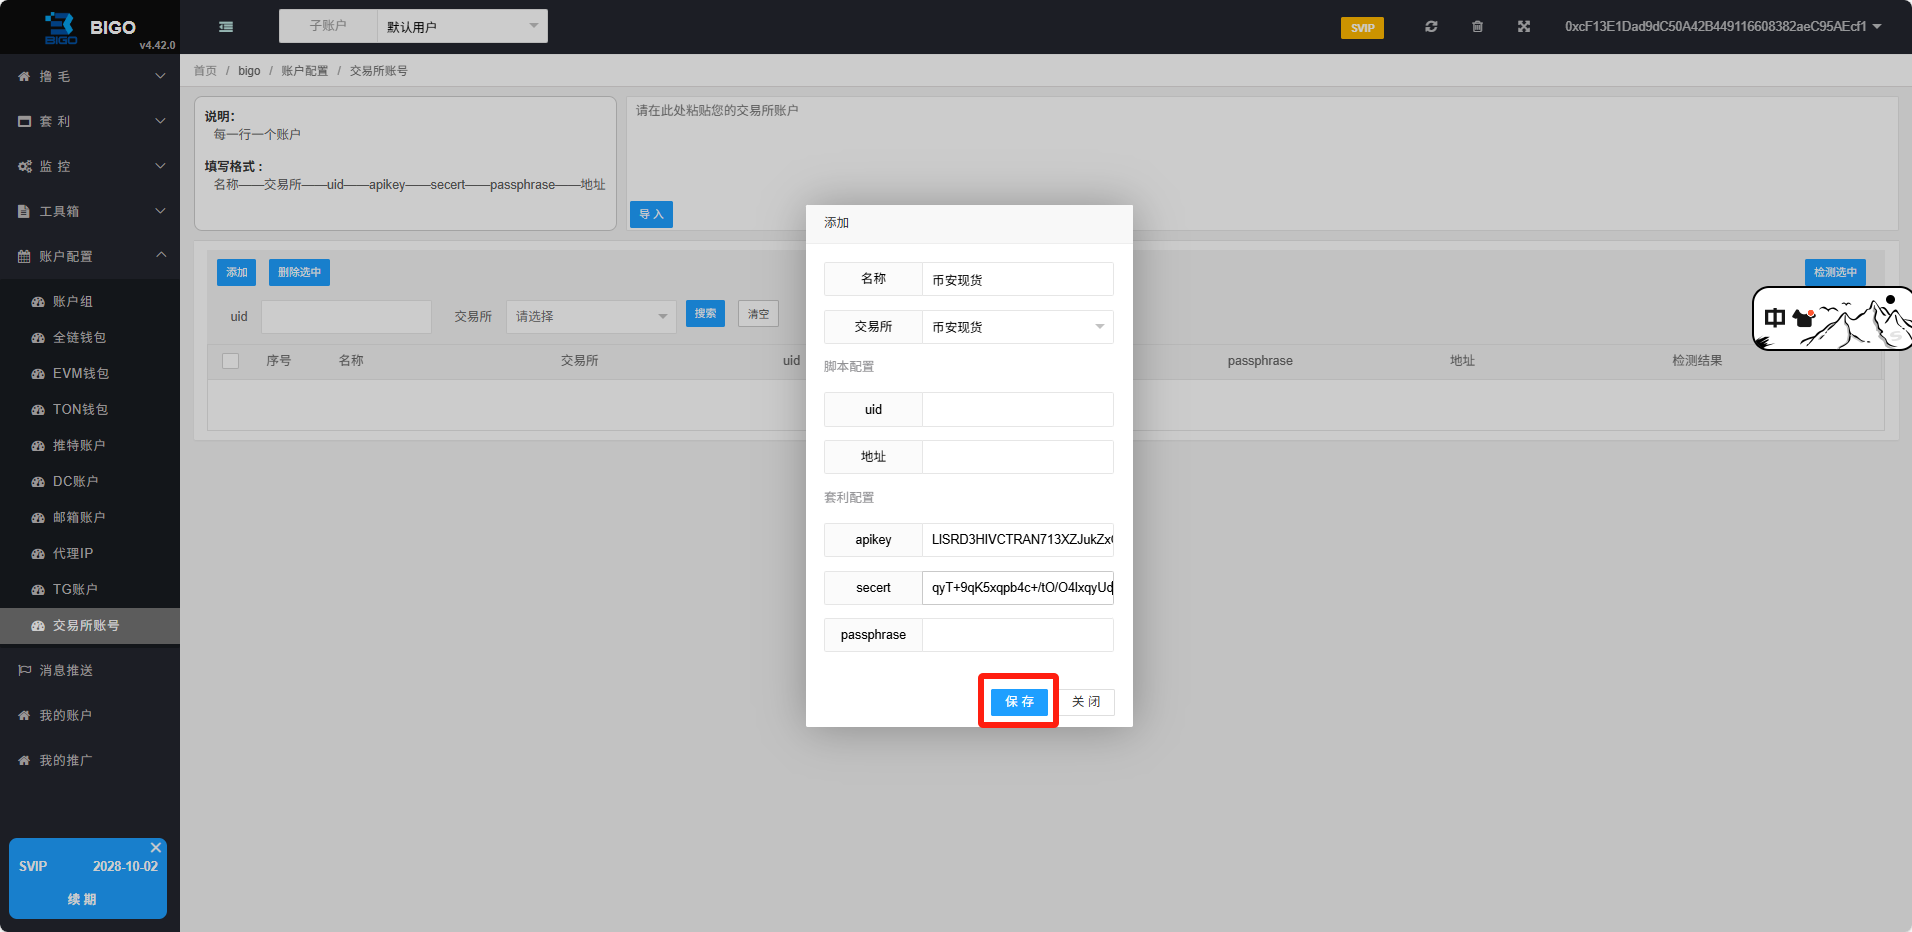 BIGO
BIGO
v4.42.0
子账户
默认用户
SVIP
0xcF13E1Dad9dC50A42B449116608382aeC95AEcf1
撸 毛
套 利
监 控
工具箱
账户配置
账户组
全链钱包
EVM钱包
TON钱包
推特账户
DC账户
邮箱账户
代理IP
TG账户
交易所账号
消息推送
我的账户
我的推广
SVIP 2028-10-02
续 期
首页 / bigo / 账户配置 / 交易所账号
说明：
每一行一个账户
填写格式：
名称——交易所——uid——apikey——secert——passphrase——地址
请在此处粘贴您的交易所账户
导 入
添加 删除选中 检测选中
uid 交易所 请选择 搜索 清空
序号 名称 交易所 uid passphrase 地址 检测结果
中
添加
名称 币安现货
交易所 币安现货
脚本配置
uid
地址
套利配置
apikey LISRD3HIVCTRAN713XZJukZx
secert qyT+9qK5xqpb4c+/tO/O4lxqyUd
passphrase
保 存 关 闭